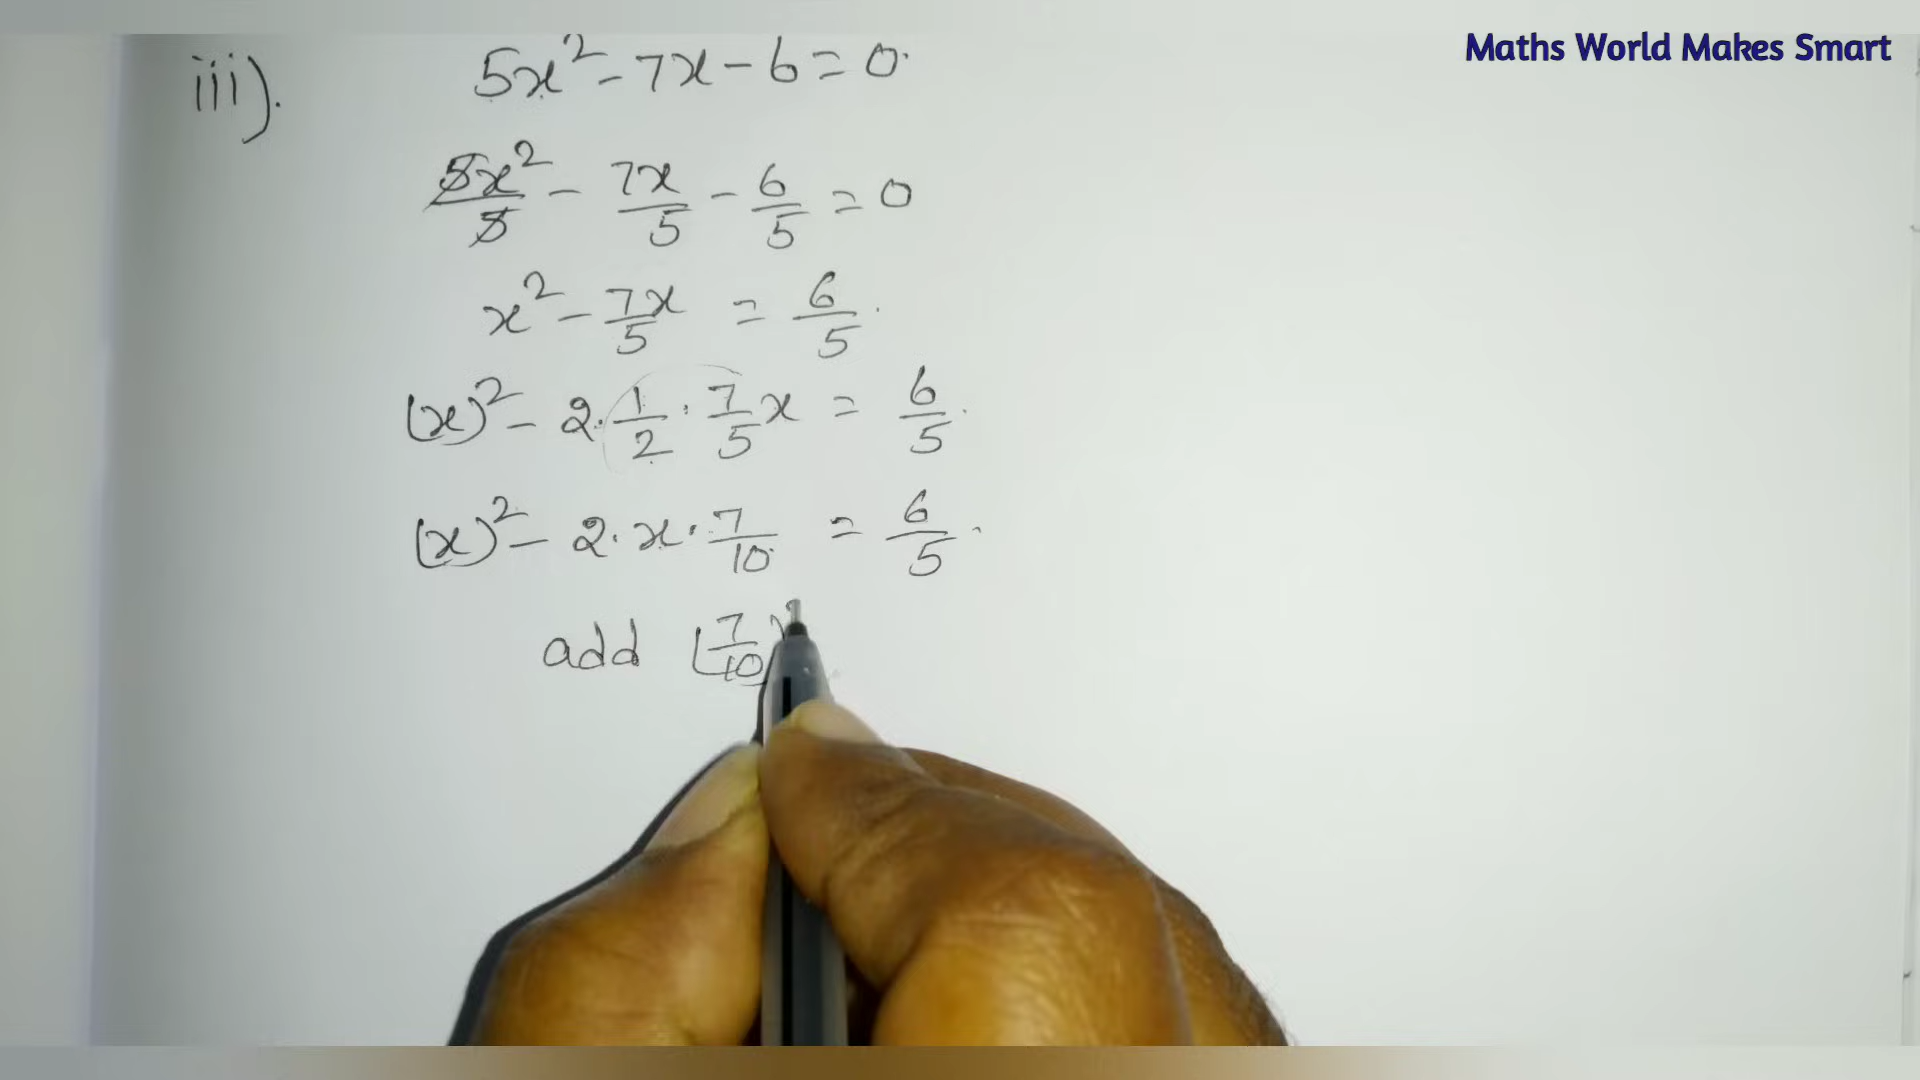 Maths World Makes Smart
iii). 5x² - 7x - 6 = 0.
5x²/5 - 7x/5 - 6/5 = 0
x² - 7/5 x = 6/5.
(x)² - 2. 1/2 . 7/5 x = 6/5.
(x)² - 2. x. 7/10 = 6/5.
add (7/10)